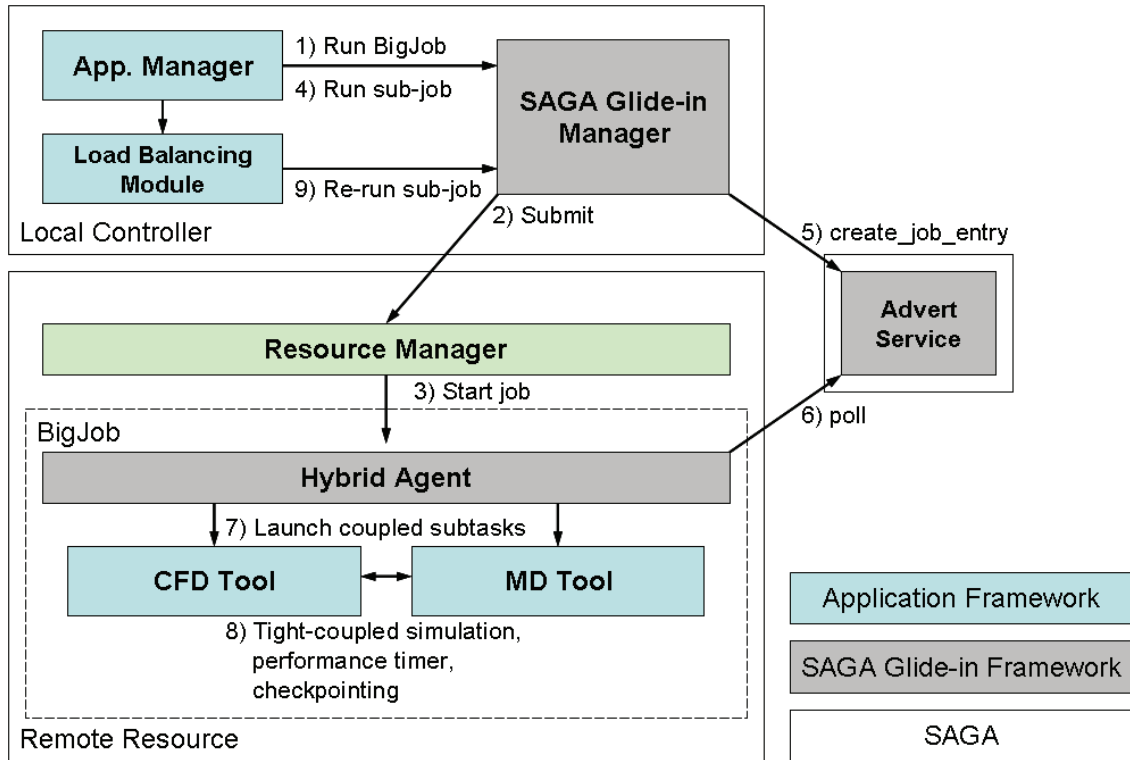 App. Manager
1) Run BigJob
4) Run sub-job
SAGA Glide-in
Manager
Load Balancing
Module
9) Re-run sub-job
Local Controller
2) Submit
5) create_job_entry
Advert
Service
Resource Manager
3) Start job
6) poll
BigJob
Hybrid Agent
7) Launch coupled subtasks
CFD Tool
MD Tool
8) Tight-coupled simulation,
performance timer,
checkpointing
Remote Resource
Application Framework
SAGA Glide-in Framework
SAGA